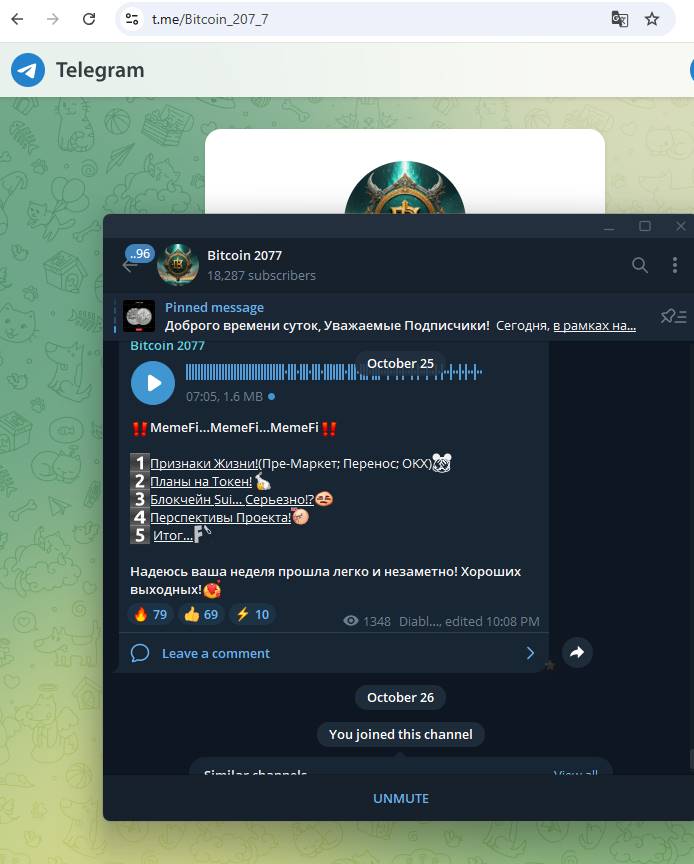 t.me/Bitcoin_207_7
Telegram
..96
Bitcoin 2077
18,287 subscribers
Pinned message
Доброго времени суток, Уважаемые Подписчики! Сегодня, в рамках на...
Bitcoin 2077
October 25
07:05, 1.6 MB
‼️MemeFi...MemeFi...MemeFi‼️
1 Признаки Жизни!(Пре-Маркет; Перенос; OKX)
2 Планы на Токен!
3 Блокчейн Sui... Серьезно!?
4 Перспективы Проекта!
5 Итог...
Надеюсь ваша неделя прошла легко и незаметно! Хороших
выходных!
🔥 79 👍 69 ⚡ 10
1348 Diabl..., edited 10:08 PM
Leave a comment
October 26
You joined this channel
Similar channels
View all
UNMUTE